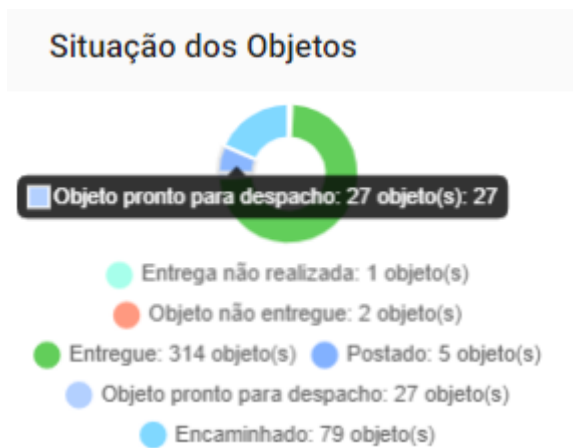 Situação dos Objetos
Objeto pronto para despacho: 27 objeto(s): 27
Entrega não realizada: 1 objeto(s)
Objeto não entregue: 2 objeto(s)
Entregue: 314 objeto(s) Postado: 5 objeto(s)
Objeto pronto para despacho: 27 objeto(s)
Encaminhado: 79 objeto(s)